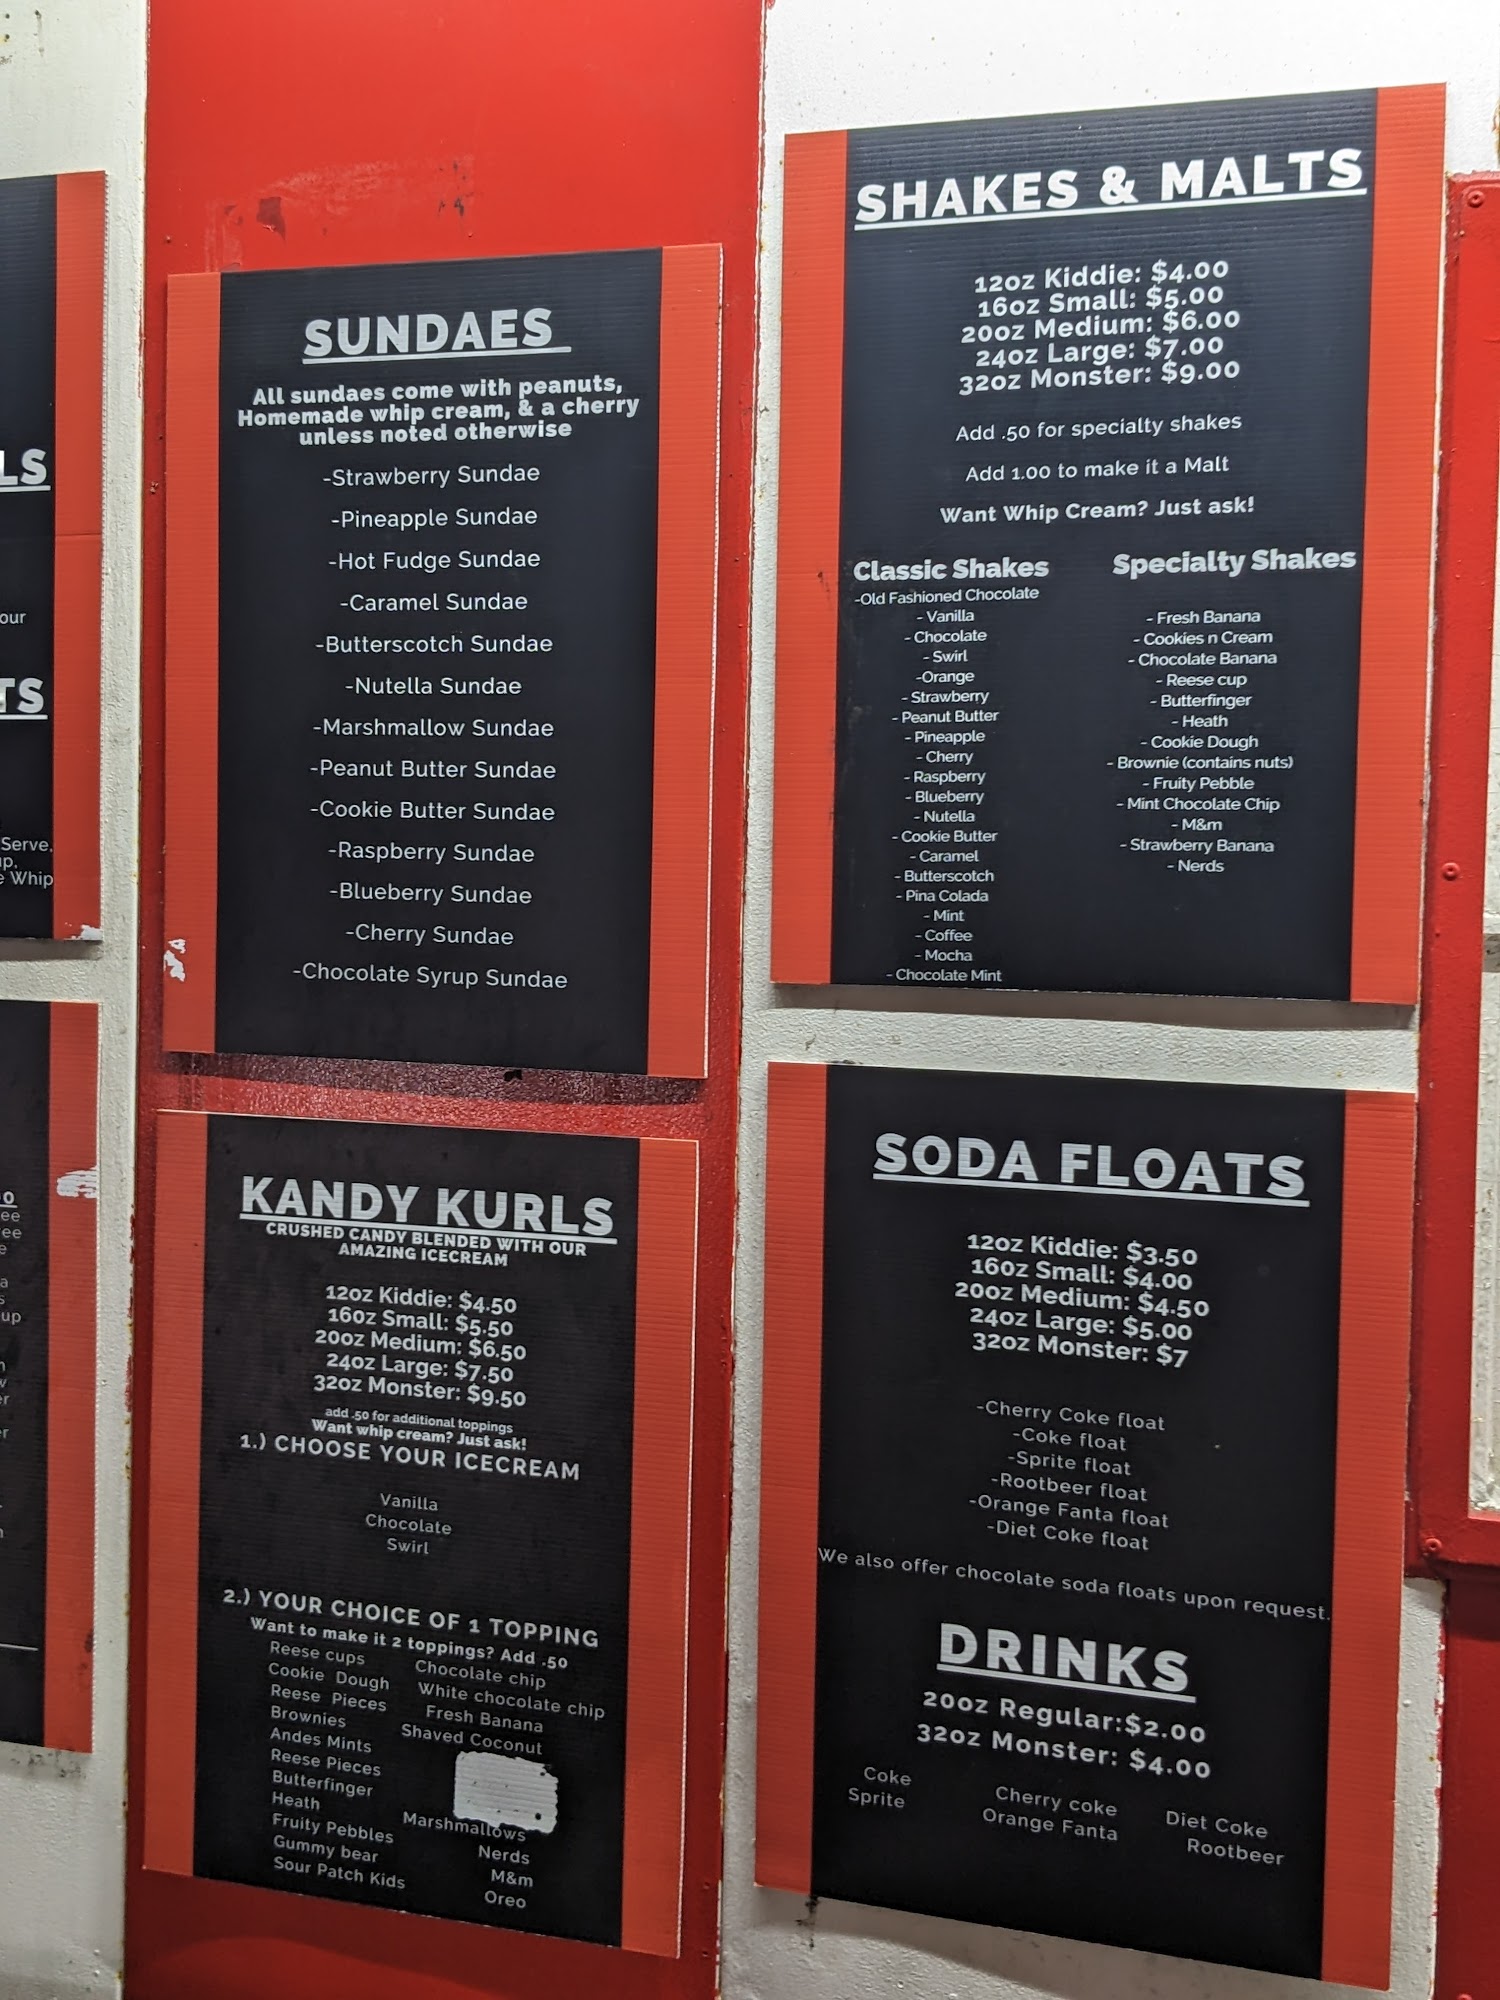 LS
our
TS
Serve,
up,
e Whip
ee
ee
e
a
s
up
SUNDAES
All sundaes come with peanuts,
Homemade whip cream, & a cherry
unless noted otherwise
-Strawberry Sundae
-Pineapple Sundae
-Hot Fudge Sundae
-Caramel Sundae
-Butterscotch Sundae
-Nutella Sundae
-Marshmallow Sundae
-Peanut Butter Sundae
-Cookie Butter Sundae
-Raspberry Sundae
-Blueberry Sundae
-Cherry Sundae
-Chocolate Syrup Sundae
KANDY KURLS
CRUSHED CANDY BLENDED WITH OUR
AMAZING ICECREAM
12oz Kiddie: $4.50
16oz Small: $5.50
20oz Medium: $6.50
24oz Large: $7.50
32oz Monster: $9.50
add .50 for additional toppings
Want whip cream? Just ask!
1.) CHOOSE YOUR ICECREAM
Vanilla
Chocolate
Swirl
2.) YOUR CHOICE OF 1 TOPPING
Want to make it 2 toppings? Add .50
Reese cups
Cookie Dough
Reese Pieces
Brownies
Andes Mints
Reese Pieces
Butterfinger
Heath
Fruity Pebbles
Gummy bear
Sour Patch Kids
Chocolate chip
White chocolate chip
Fresh Banana
Shaved Coconut
Marshmallows
Nerds
M&m
Oreo
SHAKES & MALTS
12oz Kiddie: $4.00
16oz Small: $5.00
20oz Medium: $6.00
24oz Large: $7.00
32oz Monster: $9.00
Add .50 for specialty shakes
Add 1.00 to make it a Malt
Want Whip Cream? Just ask!
Classic Shakes
-Old Fashioned Chocolate
- Vanilla
- Chocolate
- Swirl
-Orange
- Strawberry
- Peanut Butter
- Pineapple
- Cherry
- Raspberry
- Blueberry
- Nutella
- Cookie Butter
- Caramel
- Butterscotch
- Pina Colada
- Mint
- Coffee
- Mocha
- Chocolate Mint
Specialty Shakes
- Fresh Banana
- Cookies n Cream
- Chocolate Banana
- Reese cup
- Butterfinger
- Heath
- Cookie Dough
- Brownie (contains nuts)
- Fruity Pebble
- Mint Chocolate Chip
- M&m
- Strawberry Banana
- Nerds
SODA FLOATS
12oz Kiddie: $3.50
16oz Small: $4.00
20oz Medium: $4.50
24oz Large: $5.00
32oz Monster: $7
-Cherry Coke float
-Coke float
-Sprite float
-Rootbeer float
-Orange Fanta float
-Diet Coke float
We also offer chocolate soda floats upon request.
DRINKS
20oz Regular:$2.00
32oz Monster: $4.00
Coke
Sprite
Cherry coke
Orange Fanta
Diet Coke
Rootbeer